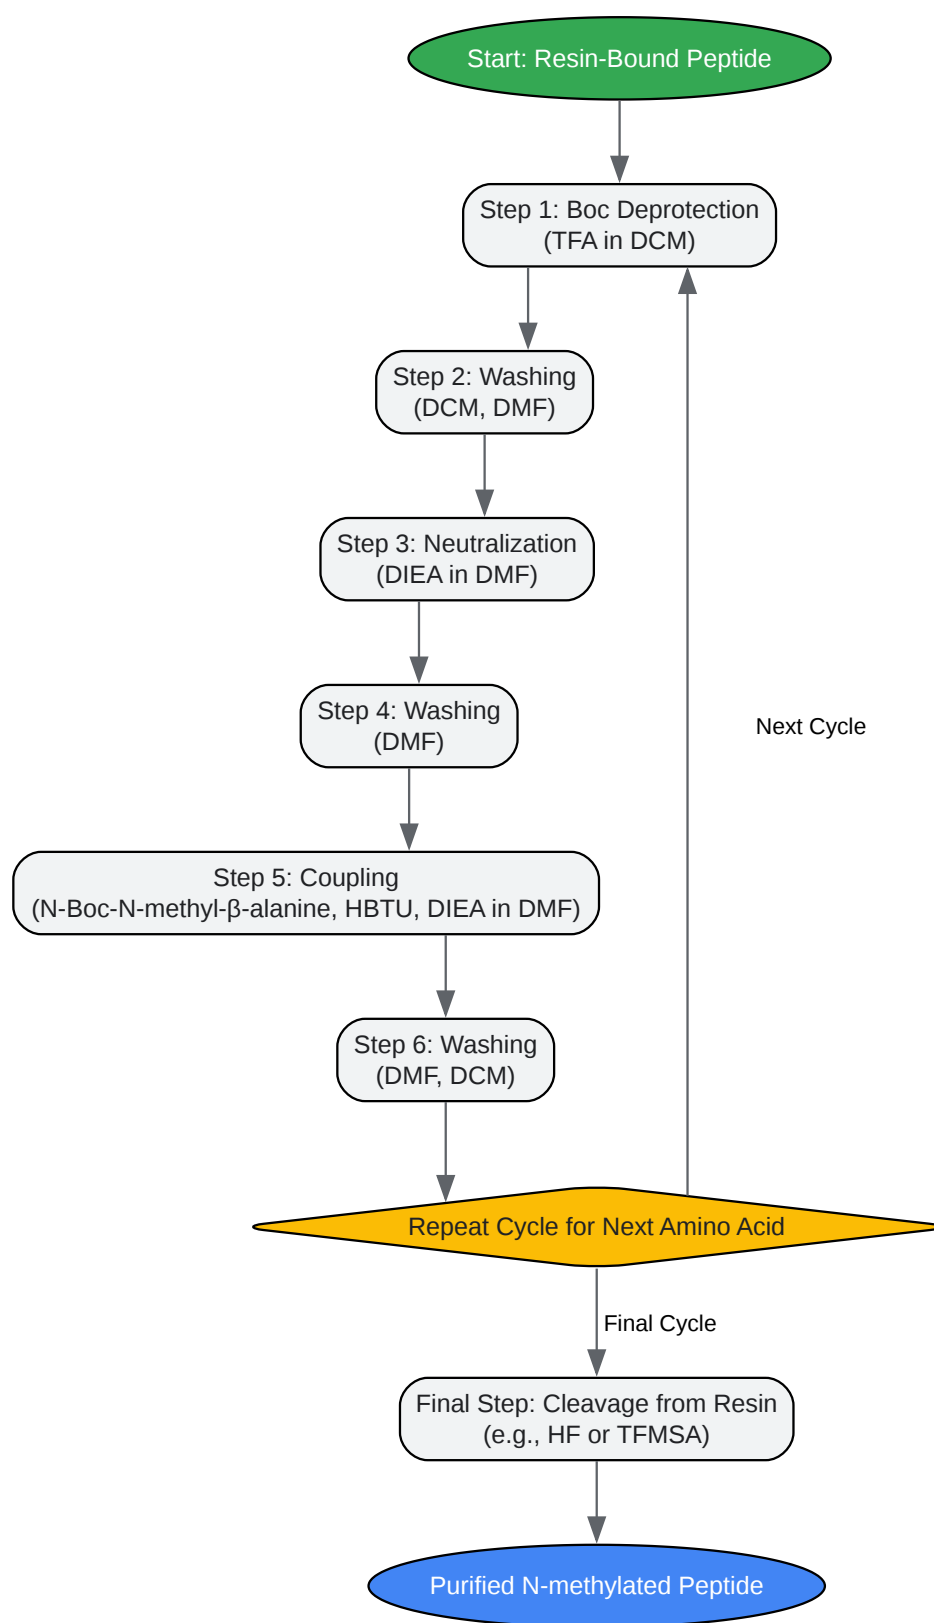 Start: Resin-Bound Peptide
Step 1: Boc Deprotection
(TFA in DCM)
Step 2: Washing
(DCM, DMF)
Step 3: Neutralization
(DIEA in DMF)
Step 4: Washing
(DMF)
Next Cycle
Step 5: Coupling
(N-Boc-N-methyl-β-alanine, HBTU, DIEA in DMF)
Step 6: Washing
(DMF, DCM)
Repeat Cycle for Next Amino Acid
Final Cycle
Final Step: Cleavage from Resin
(e.g., HF or TFMSA)
Purified N-methylated Peptide